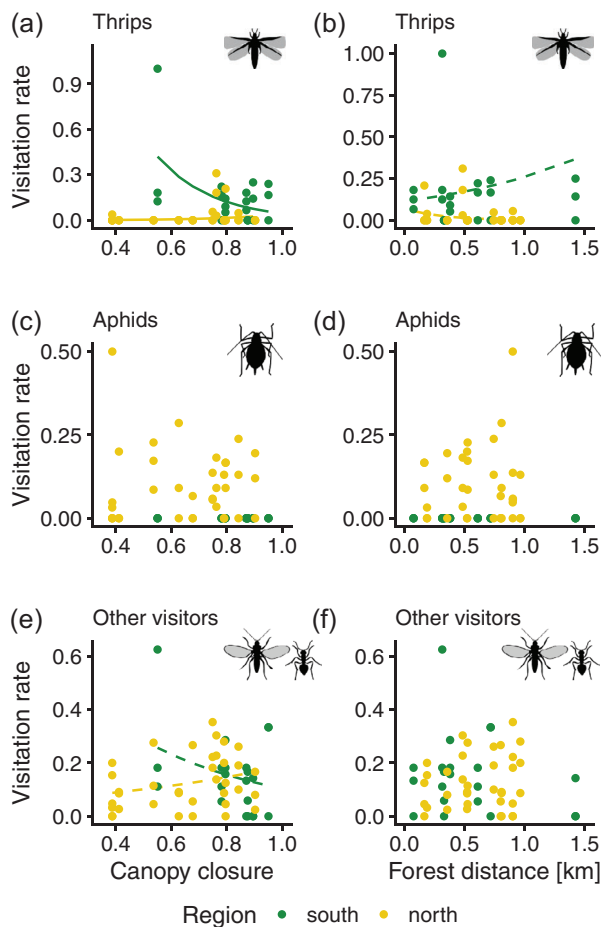 (a) Thrips
(b) Thrips
Visitation rate
0.9
0.6
0.3
0.0
0.4 0.6 0.8 1.0
1.00
0.75
0.50
0.25
0.00
0.0 0.5 1.0 1.5
(c) Aphids
(d) Aphids
Visitation rate
0.50
0.25
0.00
0.4 0.6 0.8 1.0
0.50
0.25
0.00
0.0 0.5 1.0 1.5
(e) Other visitors
(f) Other visitors
Visitation rate
0.6
0.4
0.2
0.0
0.4 0.6 0.8 1.0
Canopy closure
0.6
0.4
0.2
0.0
0.0 0.5 1.0 1.5
Forest distance [km]
Region south north